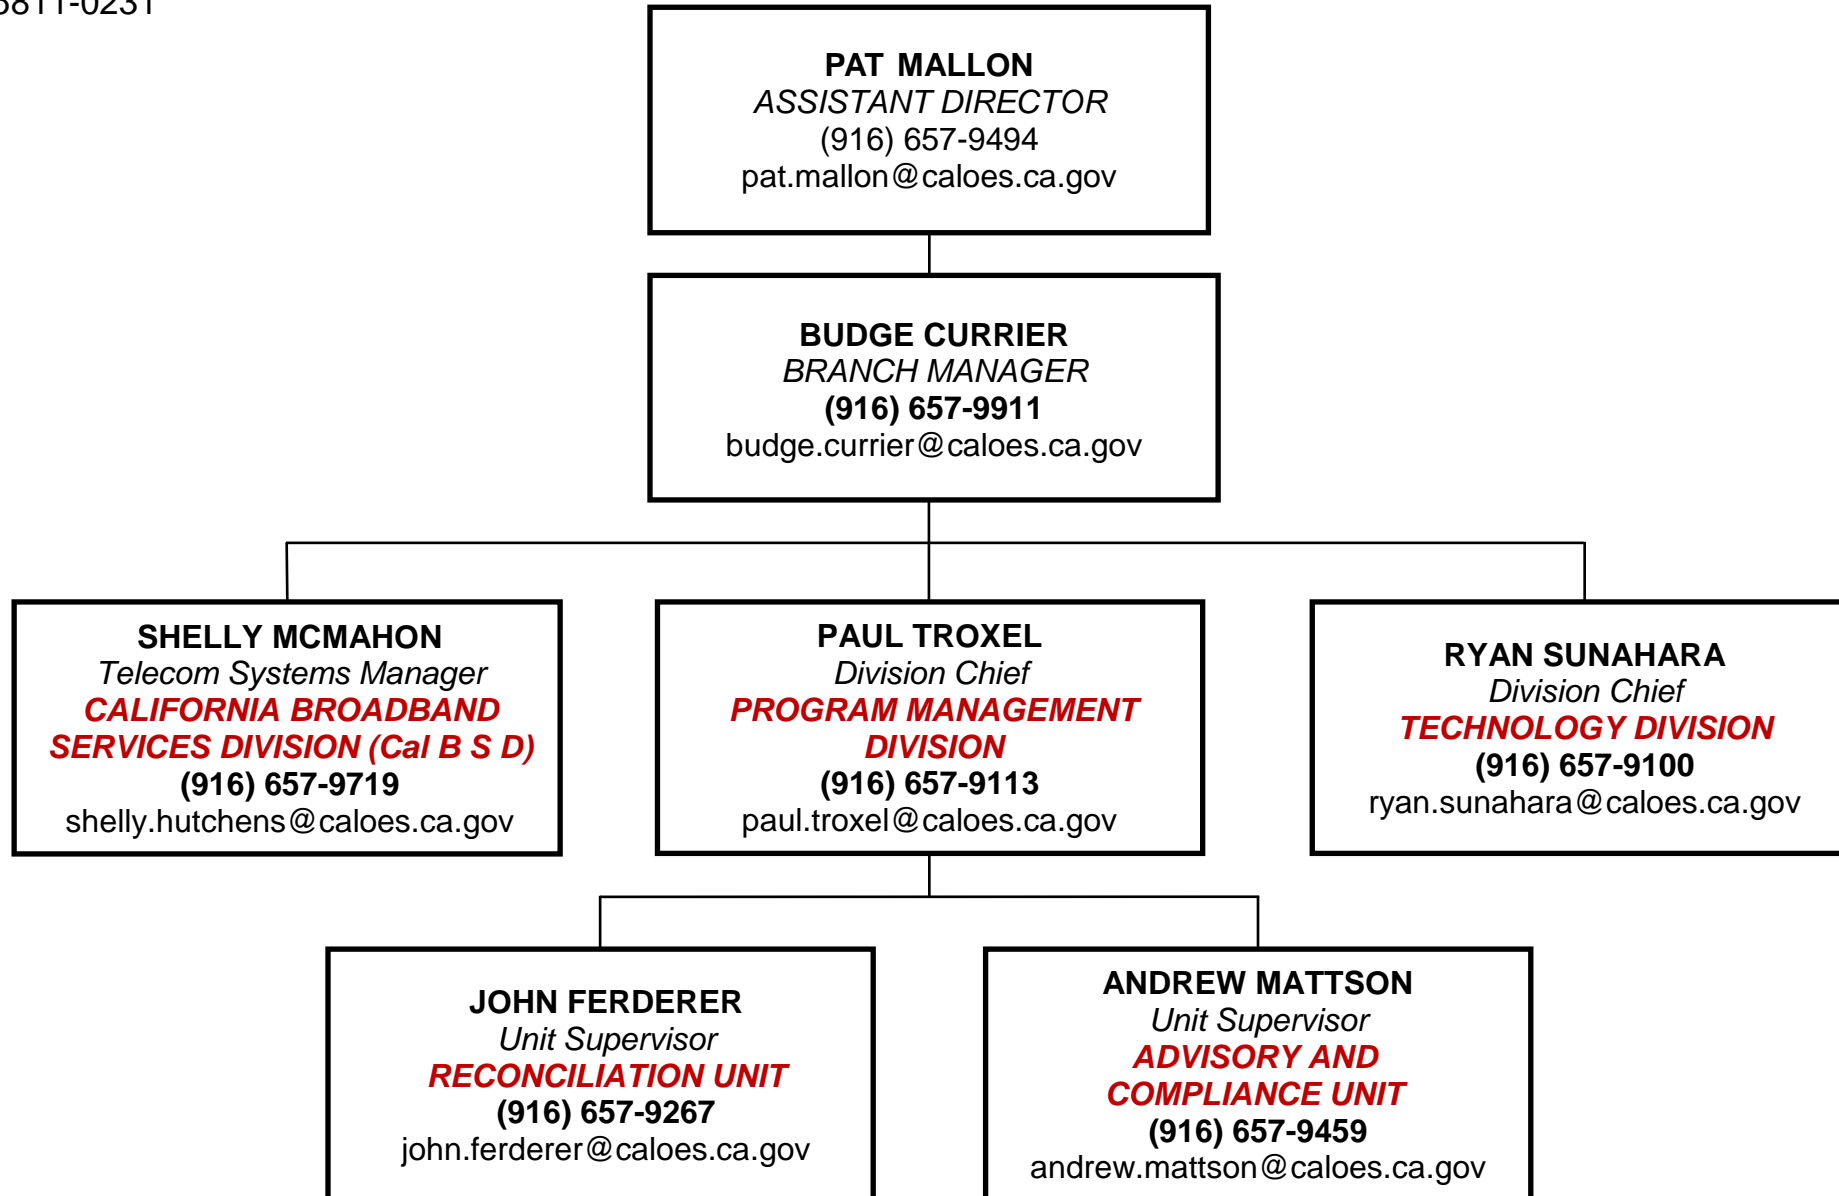 5811-0231
PAT MALLON
ASSISTANT DIRECTOR
(916) 657-9494
pat.mallon@caloes.ca.gov
BUDGE CURRIER
BRANCH MANAGER
(916) 657-9911
budge.currier@caloes.ca.gov
SHELLY MCMAHON
Telecom Systems Manager
CALIFORNIA BROADBAND
SERVICES DIVISION (Cal B S D)
(916) 657-9719
shelly.hutchens@caloes.ca.gov
PAUL TROXEL
Division Chief
PROGRAM MANAGEMENT
DIVISION
(916) 657-9113
paul.troxel@caloes.ca.gov
RYAN SUNAHARA
Division Chief
TECHNOLOGY DIVISION
(916) 657-9100
ryan.sunahara@caloes.ca.gov
JOHN FERDERER
Unit Supervisor
RECONCILIATION UNIT
(916) 657-9267
john.ferderer@caloes.ca.gov
ANDREW MATTSON
Unit Supervisor
ADVISORY AND
COMPLIANCE UNIT
(916) 657-9459
andrew.mattson@caloes.ca.gov